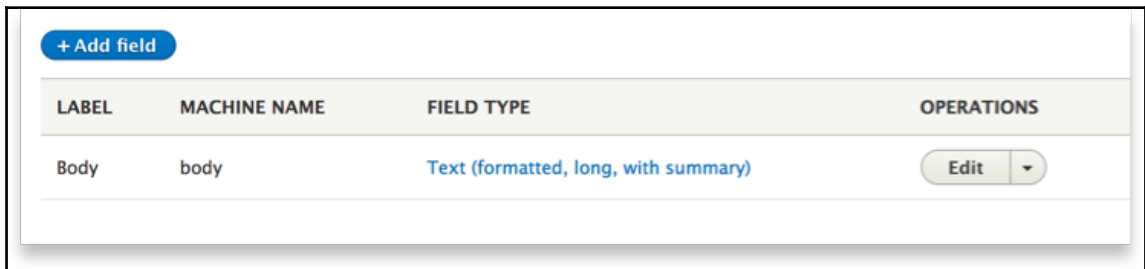 + Add field
LABEL MACHINE NAME FIELD TYPE OPERATIONS
Body body Text (formatted, long, with summary) Edit